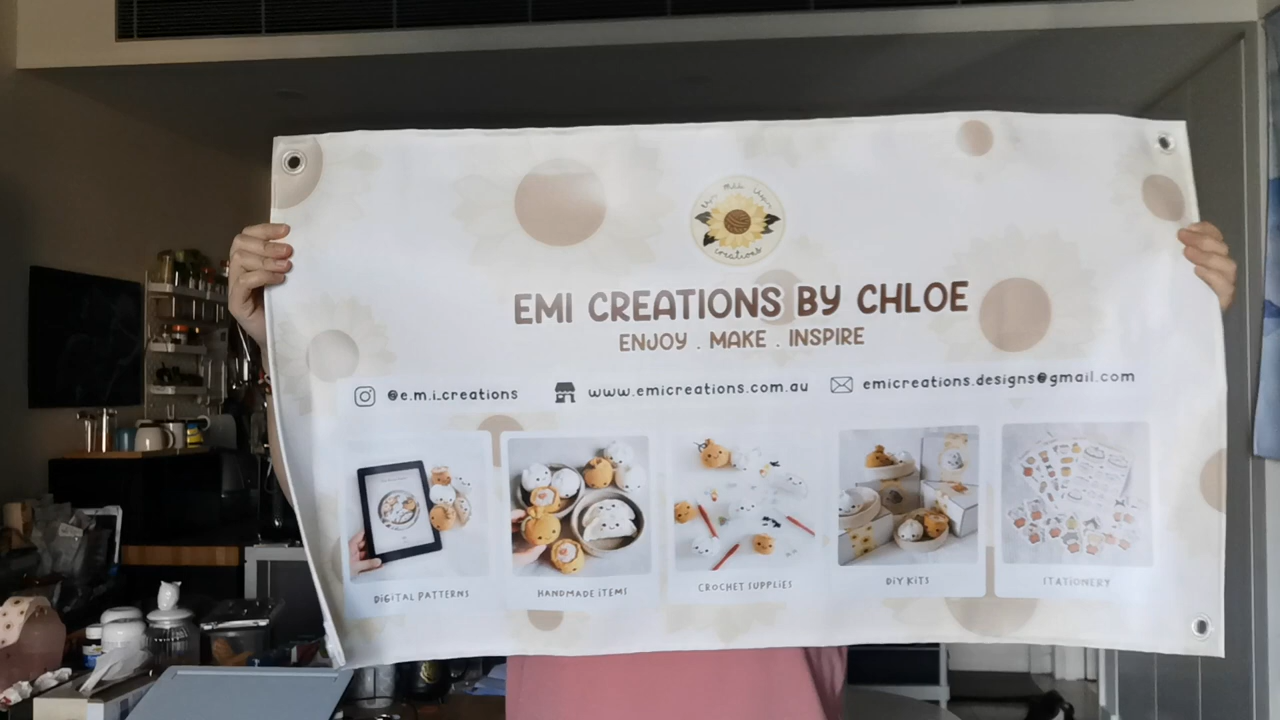 creations
EMI CREATIONS BY CHLOE
ENJOY . MAKE . INSPIRE
@e.m.i_creations
www.emicreations.com.au
emicreations.designs@gmail.com
DiGiTAL PATTERNS
HANDMADE iTEMS
CROCHET SUPPLIES
DiY KiTS
STATiONERY